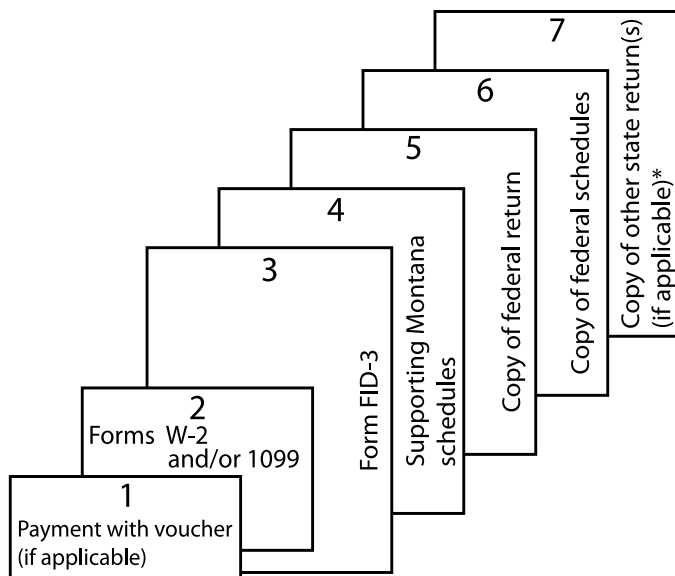 1
Payment with voucher
(if applicable)
2
Forms W-2
and/or 1099
3
Form FID-3
4
Supporting Montana
schedules
5
Copy of federal return
6
Copy of federal schedules
7
Copy of other state return(s)
(if applicable)*